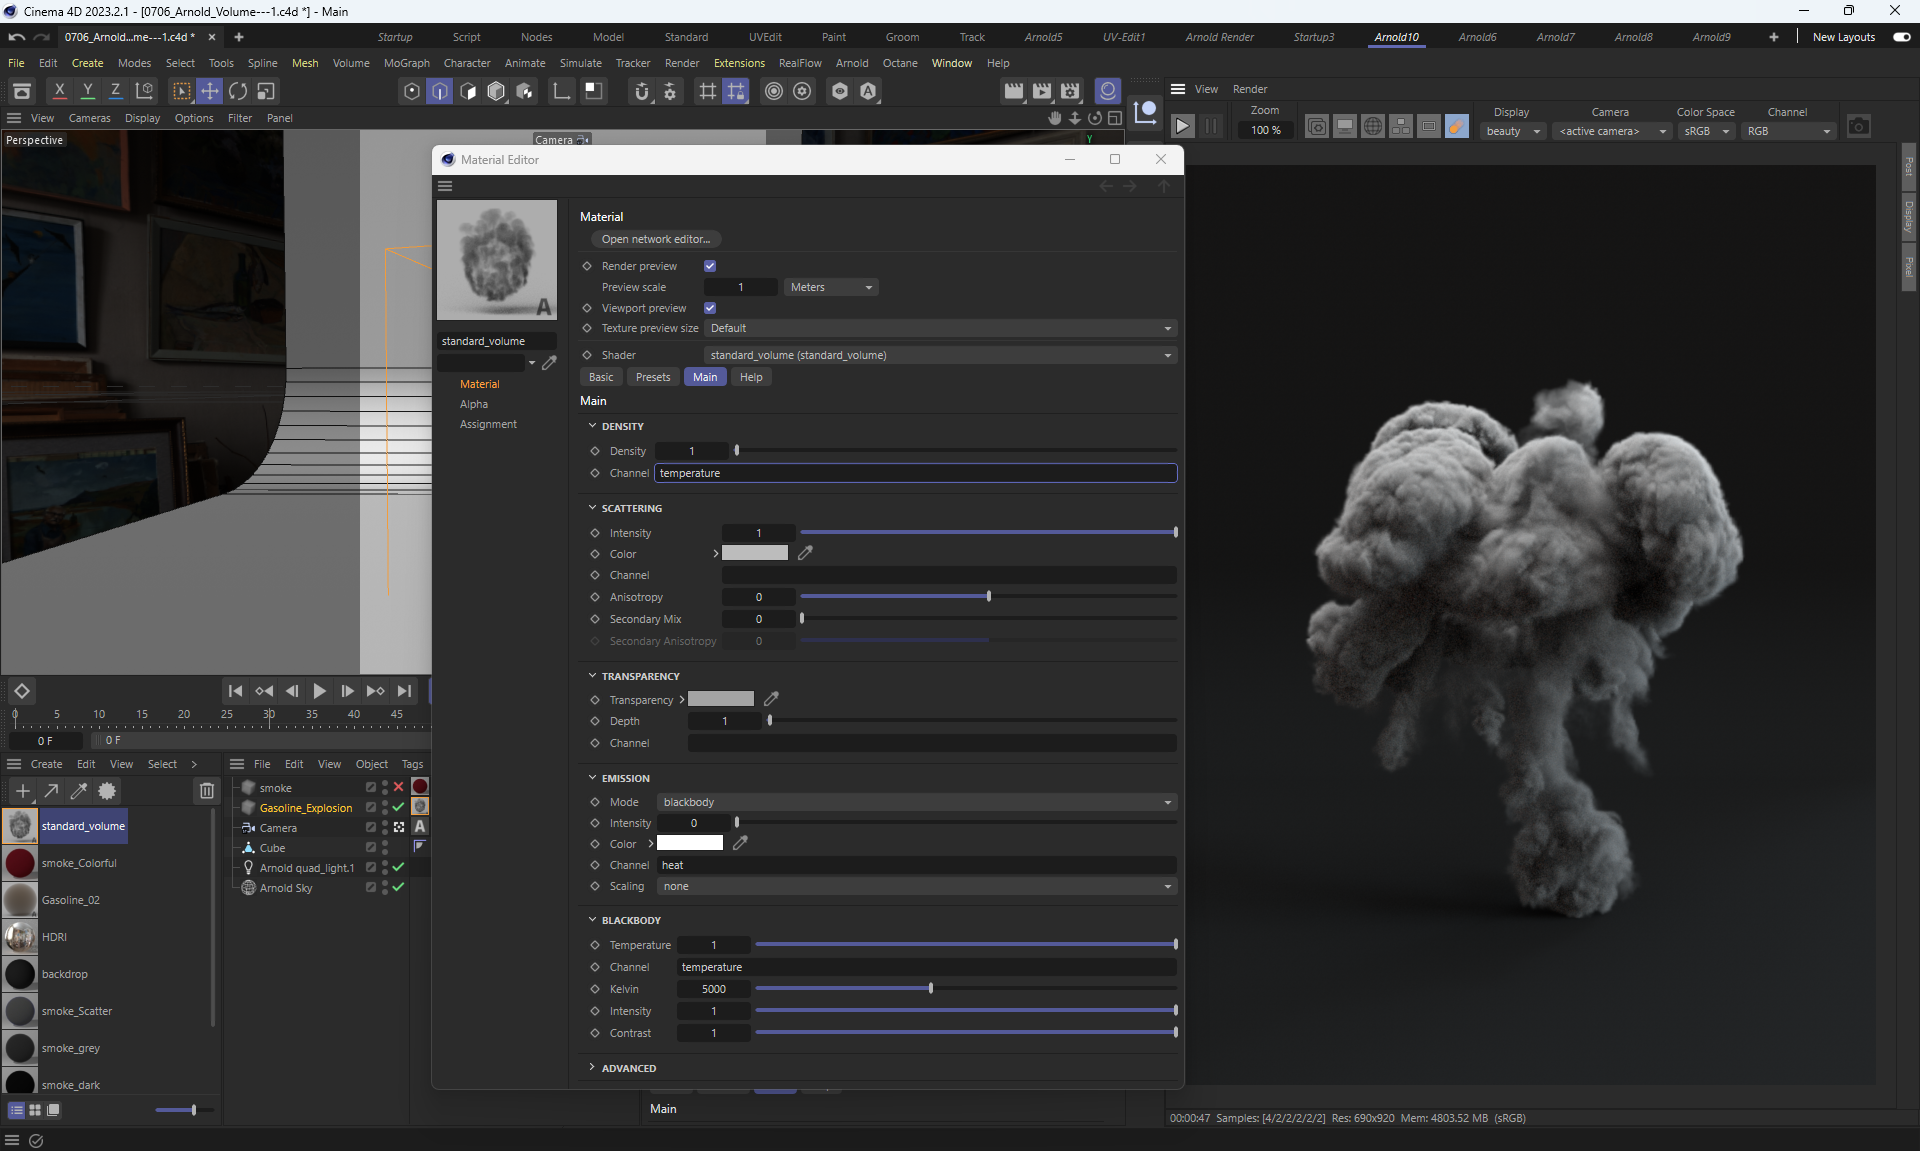 Cinema 4D 2023.2.1 - [0706_Arnold_Volume---1.c4d *] - Main
0706_Arnold...me---1.c4d *
Startup Script Nodes Model Standard UVEdit Paint Groom Track Arnold5 UV-Edit1 Arnold Render Startup3 Arnold10 Arnold6 Arnold7 Arnold8 Arnold9 New Layouts
File Edit Create Modes Select Tools Spline Mesh Volume MoGraph Character Animate Simulate Tracker Render Extensions RealFlow Arnold Octane Window Help
X Y Z
View Render
View Cameras Display Options Filter Panel
Zoom Display Camera Color Space Channel
100 % beauty <active camera> sRGB RGB
Perspective
Camera
Y
Post
Display
Pixel
Material Editor
Material
Open network editor...
Render preview
Preview scale 1 Meters
Viewport preview
Texture preview size Default
A
standard_volume
Shader standard_volume (standard_volume)
Basic Presets Main Help
Material
Alpha
Assignment
Main
DENSITY
Density 1
Channel temperature
SCATTERING
Intensity 1
Color
Channel
Anisotropy 0
Secondary Mix 0
Secondary Anisotropy 0
TRANSPARENCY
Transparency
Depth 1
Channel
EMISSION
Mode blackbody
Intensity 0
Color
Channel heat
Scaling none
BLACKBODY
Temperature 1
Channel temperature
Kelvin 5000
Intensity 1
Contrast 1
ADVANCED
Main
0 5 10 15 20 25 30 35 40 45
0 F 0 F
Create Edit View Select
File Edit View Object Tags
standard_volume
smoke_Colorful
Gasoline_02
HDRI
backdrop
smoke_Scatter
smoke_grey
smoke_dark
smoke
Gasoline_Explosion
Camera
A
Cube
Arnold quad_light.1
Arnold Sky
00:00:47 Samples: [4/2/2/2/2/2] Res: 690x920 Mem: 4803.52 MB (sRGB)